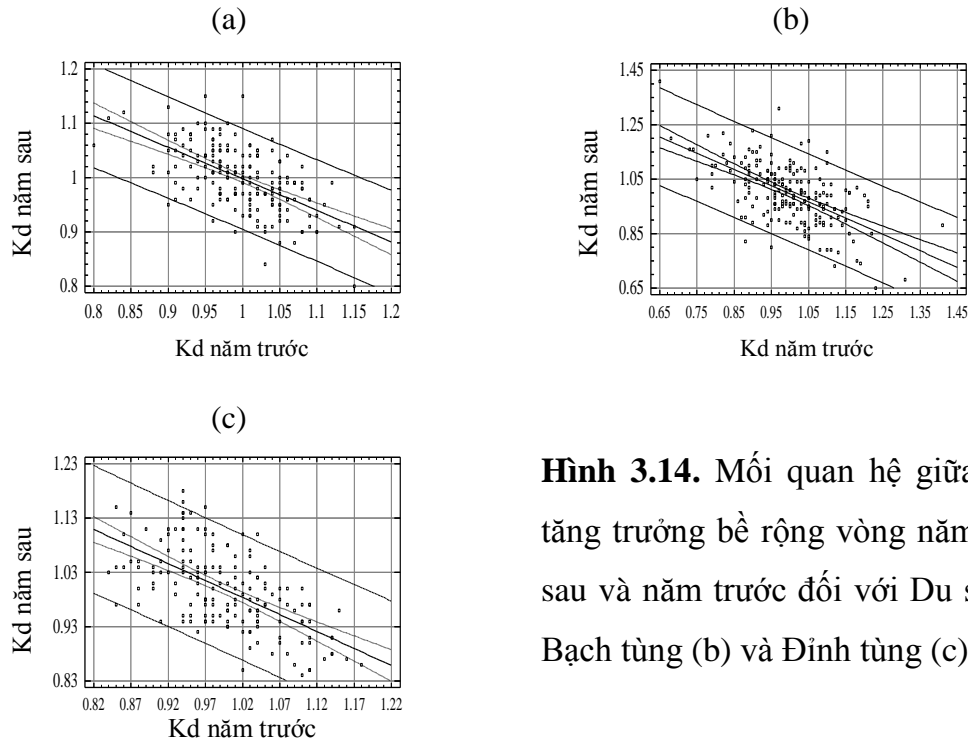 (a)
1.2
1.1
1
0.9
0.8
Kd năm sau
0.8 0.85 0.9 0.95 1 1.05 1.1 1.15 1.2
Kd năm trước
(b)
1.45
1.25
1.05
0.85
0.65
Kd năm sau
0.65 0.75 0.85 0.95 1.05 1.15 1.25 1.35 1.45
Kd năm trước
(c)
1.23
1.13
1.03
0.93
0.83
Kd năm sau
0.82 0.87 0.92 0.97 1.02 1.07 1.12 1.17 1.22
Kd năm trước
Hình 3.14. Mối quan hệ giữa
tăng trưởng bề rộng vòng năm
sau và năm trước đối với Du s
Bạch tùng (b) và Đỉnh tùng (c)